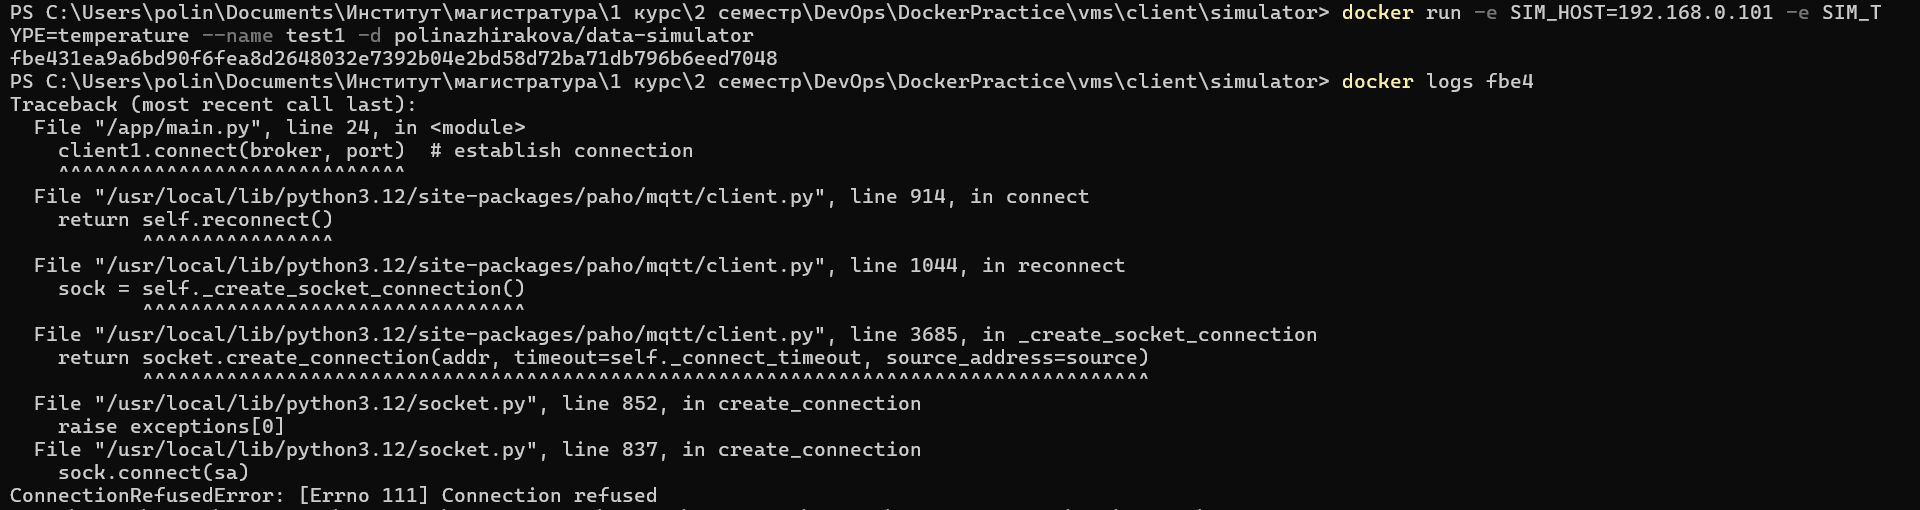 PS C:\Users\polin\Documents\Институт\магистратура\1 курс\2 семестр\DevOps\DockerPractice\vms\client\simulator> docker run -e SIM_HOST=192.168.0.101 -e SIM_T
YPE=temperature --name test1 -d polinazhirakova/data-simulator
fbe431ea9a6bd90f6fea8d2648032e7392b04e2bd58d72ba71db796b6eed7048
PS C:\Users\polin\Documents\Институт\магистратура\1 курс\2 семестр\DevOps\DockerPractice\vms\client\simulator> docker logs fbe4
Traceback (most recent call last):
  File "/app/main.py", line 24, in <module>
    client1.connect(broker, port)  # establish connection
    ^^^^^^^^^^^^^^^^^^^^^^^^^^^^^
  File "/usr/local/lib/python3.12/site-packages/paho/mqtt/client.py", line 914, in connect
    return self.reconnect()
           ^^^^^^^^^^^^^^^^
  File "/usr/local/lib/python3.12/site-packages/paho/mqtt/client.py", line 1044, in reconnect
    sock = self._create_socket_connection()
           ^^^^^^^^^^^^^^^^^^^^^^^^^^^^^^^^
  File "/usr/local/lib/python3.12/site-packages/paho/mqtt/client.py", line 3685, in _create_socket_connection
    return socket.create_connection(addr, timeout=self._connect_timeout, source_address=source)
           ^^^^^^^^^^^^^^^^^^^^^^^^^^^^^^^^^^^^^^^^^^^^^^^^^^^^^^^^^^^^^^^^^^^^^^^^^^^^^^^^^^^^
  File "/usr/local/lib/python3.12/socket.py", line 852, in create_connection
    raise exceptions[0]
  File "/usr/local/lib/python3.12/socket.py", line 837, in create_connection
    sock.connect(sa)
ConnectionRefusedError: [Errno 111] Connection refused